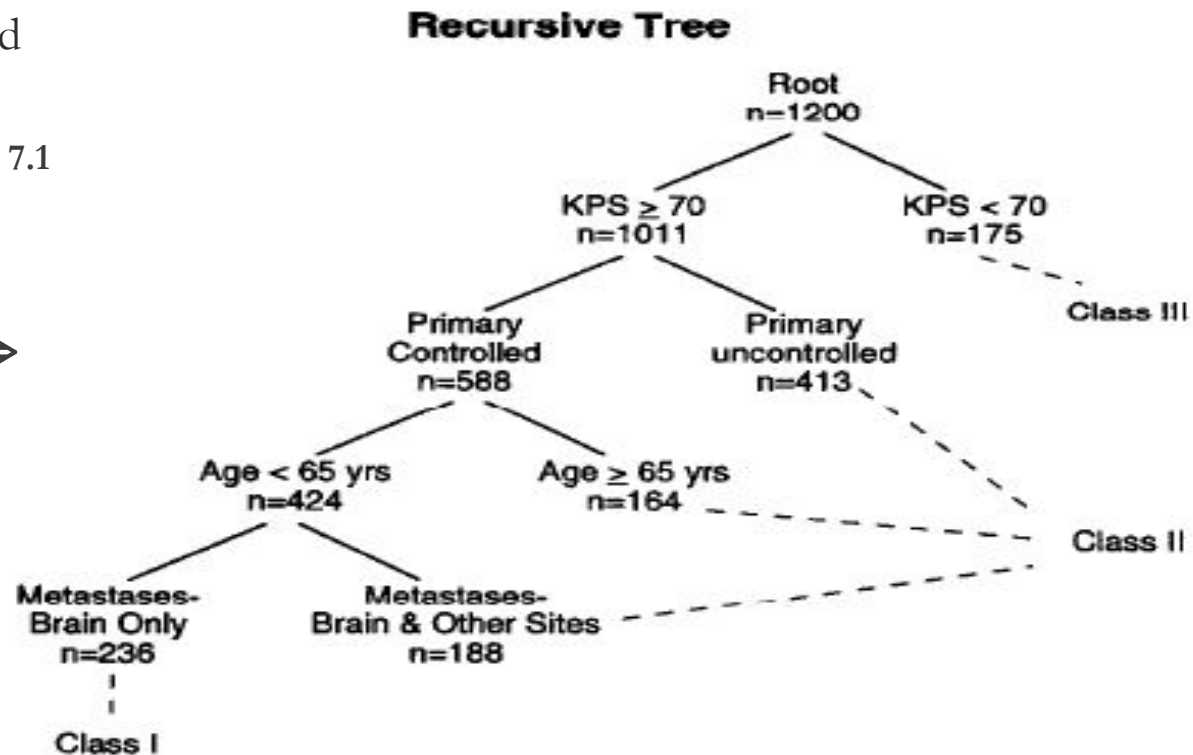 d
Recursive Tree
7.1
Root
n=1200
KPS ≥ 70
n=1011
KPS < 70
n=175
Class III
Primary
Controlled
n=588
Primary
uncontrolled
n=413
Age < 65 yrs
n=424
Age ≥ 65 yrs
n=164
Class II
Metastases-
Brain Only
n=236
Metastases-
Brain & Other Sites
n=188
Class I